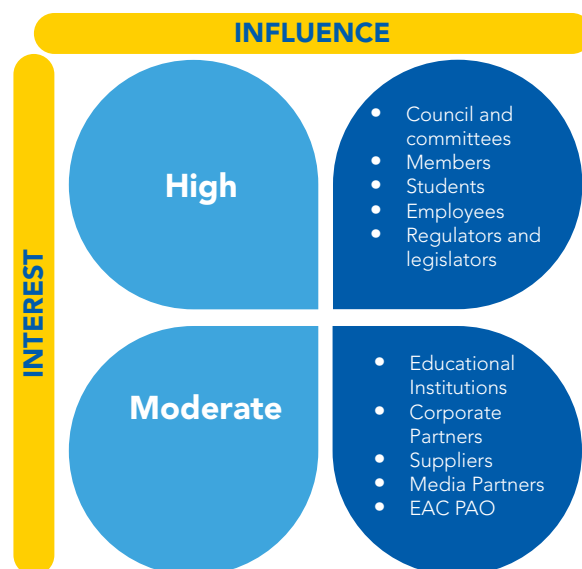 INFLUENCE
INTEREST
High
• Council and
committees
• Members
• Students
• Employees
• Regulators and
legislators
Moderate
• Educational
Institutions
• Corporate
Partners
• Suppliers
• Media Partners
• EAC PAO